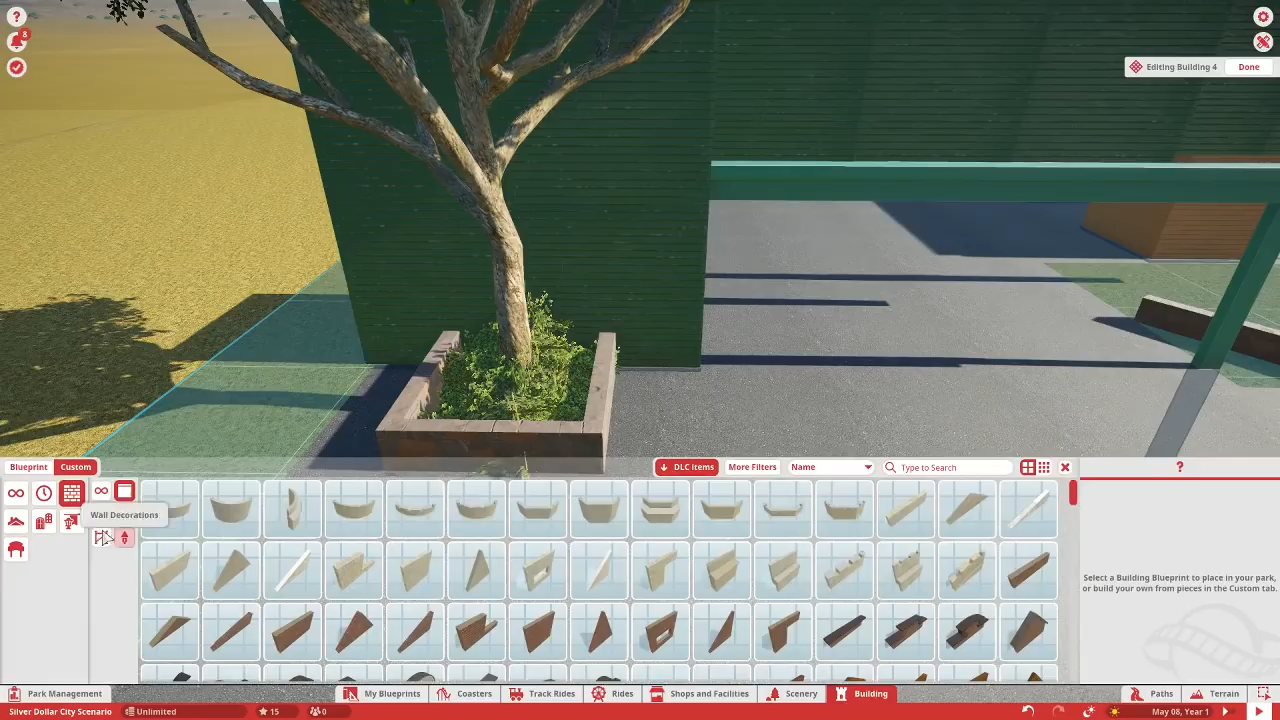 8
Editing Building 4
Done
Blueprint
Custom
DLC Items
More Filters
Name
Type to Search
?
Wall Decorations
Select a Building Blueprint to place in your park,
or build your own from pieces in the Custom tab.
Park Management
My Blueprints
Coasters
Track Rides
Rides
Shops and Facilities
Scenery
Building
Paths
Terrain
Silver Dollar City Scenario
Unlimited
15
0
May 08, Year 1